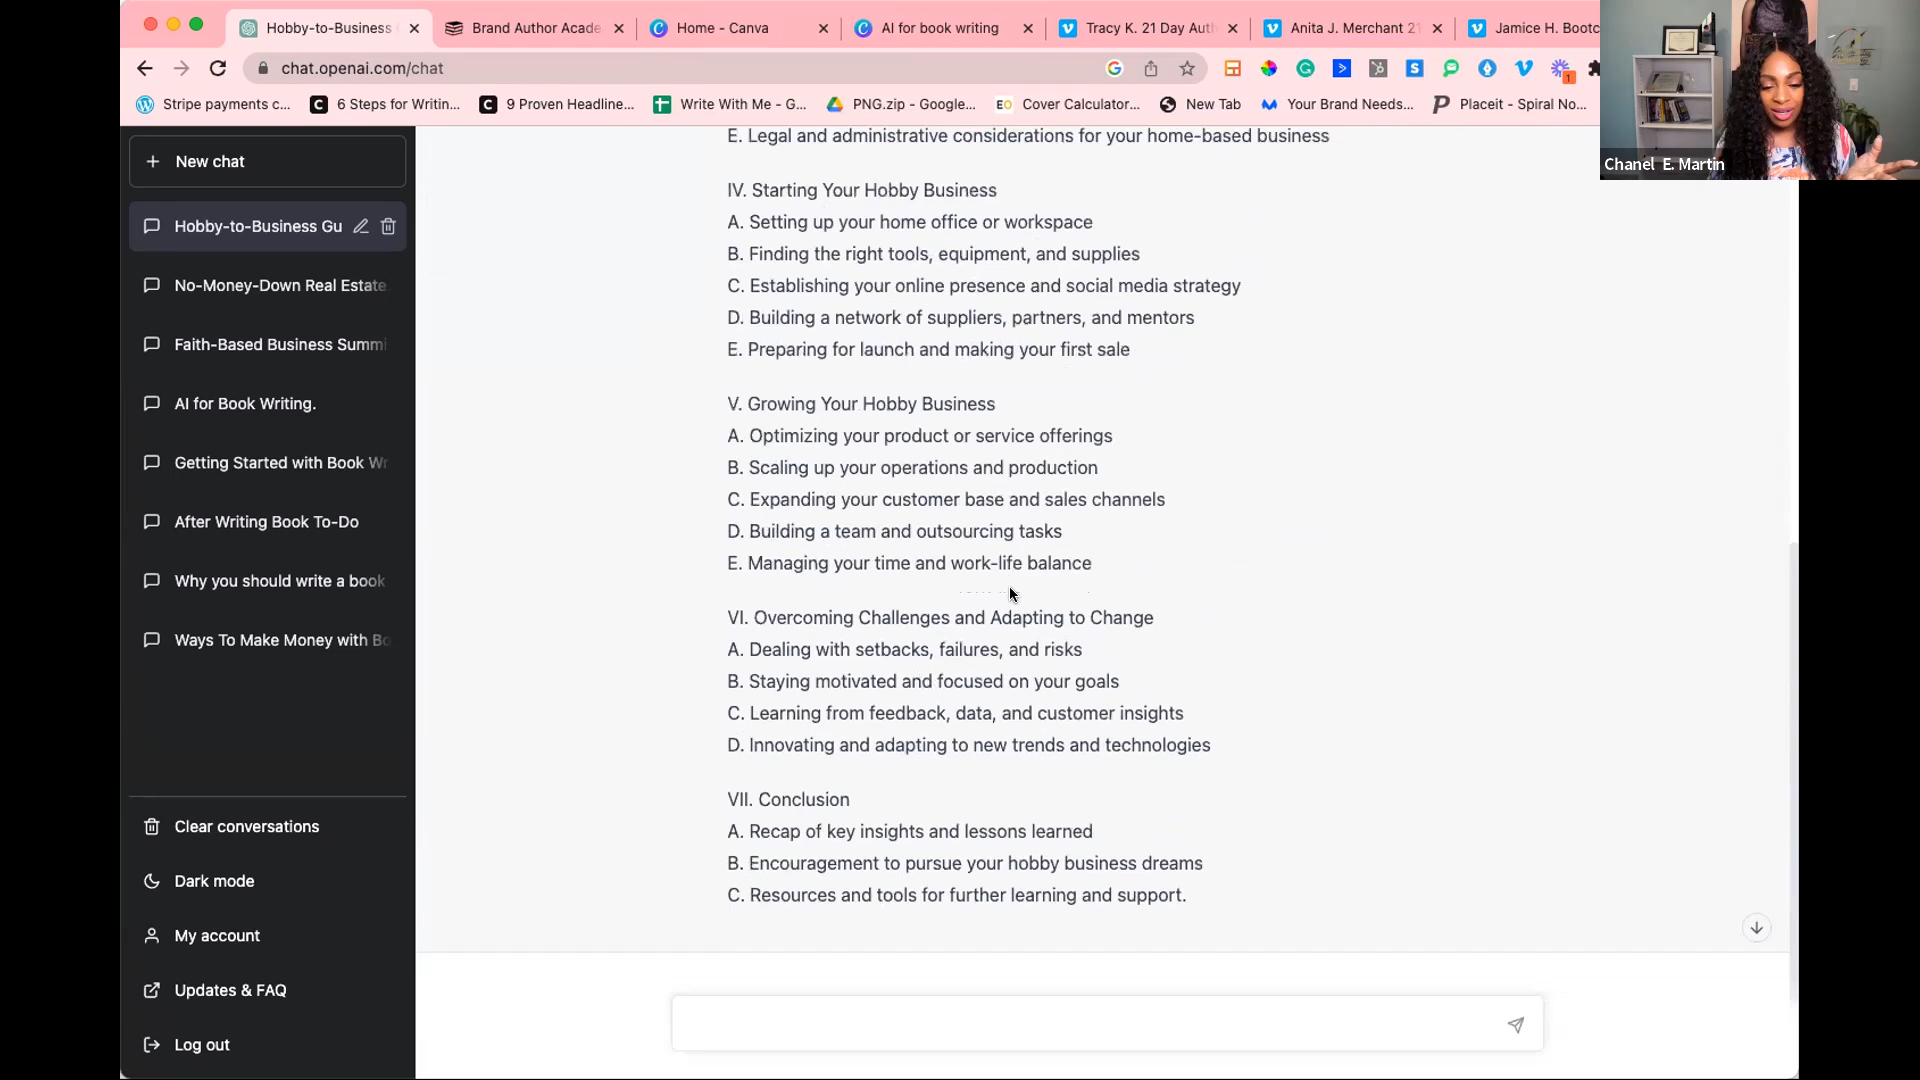 Hobby-to-Business
Brand Author Acade
Home - Canva
AI for book writing
Tracy K. 21 Day Auth
Anita J. Merchant 21
Jamice H. Bootc
chat.openai.com/chat
Stripe payments c...
6 Steps for Writin...
9 Proven Headline...
Write With Me - G...
PNG.zip - Google...
Cover Calculator...
New Tab
Your Brand Needs...
Placeit - Spiral No...
Chanel E. Martin
New chat
Hobby-to-Business Gu
No-Money-Down Real Estate
Faith-Based Business Summi
AI for Book Writing.
Getting Started with Book Wr
After Writing Book To-Do
Why you should write a book
Ways To Make Money with Bo
Clear conversations
Dark mode
My account
Updates & FAQ
Log out
E. Legal and administrative considerations for your home-based business
IV. Starting Your Hobby Business
A. Setting up your home office or workspace
B. Finding the right tools, equipment, and supplies
C. Establishing your online presence and social media strategy
D. Building a network of suppliers, partners, and mentors
E. Preparing for launch and making your first sale
V. Growing Your Hobby Business
A. Optimizing your product or service offerings
B. Scaling up your operations and production
C. Expanding your customer base and sales channels
D. Building a team and outsourcing tasks
E. Managing your time and work-life balance
VI. Overcoming Challenges and Adapting to Change
A. Dealing with setbacks, failures, and risks
B. Staying motivated and focused on your goals
C. Learning from feedback, data, and customer insights
D. Innovating and adapting to new trends and technologies
VII. Conclusion
A. Recap of key insights and lessons learned
B. Encouragement to pursue your hobby business dreams
C. Resources and tools for further learning and support.